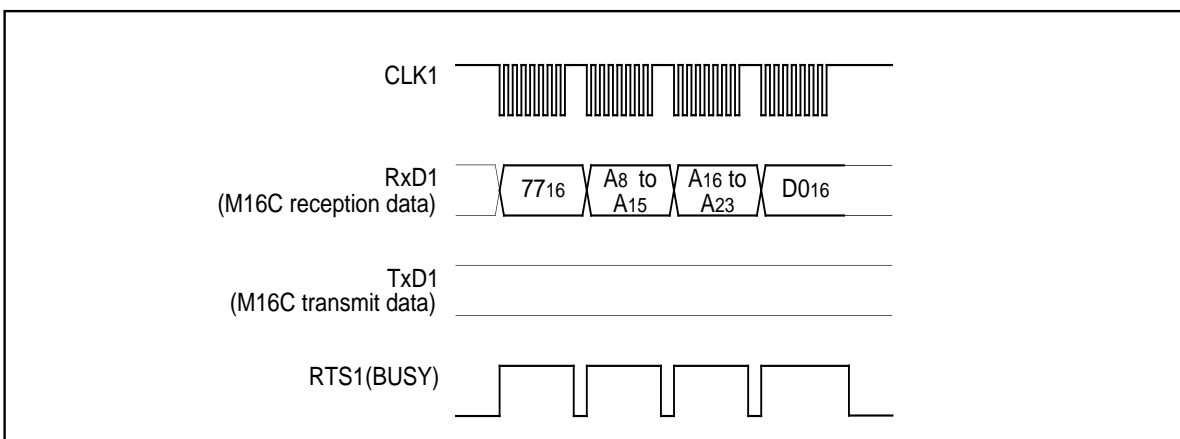 CLK1
RxD1
(M16C reception data)
7716
A8 to
A15
A16 to
A23
D016
TxD1
(M16C transmit data)
RTS1(BUSY)